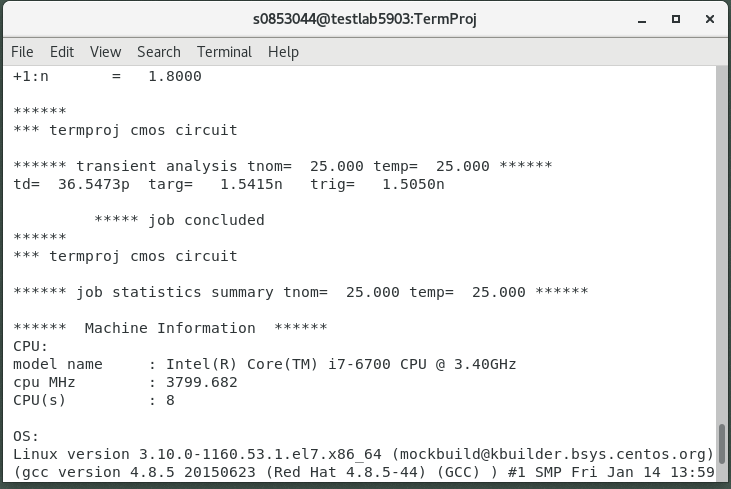 s0853044@testlab5903:TermProj
File Edit View Search Terminal Help
+1:n       =   1.8000
******
*** termproj cmos circuit
****** transient analysis tnom=  25.000 temp=  25.000 ******
td=  36.5473p  targ=   1.5415n   trig=   1.5050n
***** job concluded
******
*** termproj cmos circuit
****** job statistics summary tnom=  25.000 temp=  25.000 ******
******  Machine Information  ******
CPU:
model name     : Intel(R) Core(TM) i7-6700 CPU @ 3.40GHz
cpu MHz        : 3799.682
CPU(s)         : 8
OS:
Linux version 3.10.0-1160.53.1.el7.x86_64 (mockbuild@kbuilder.bsys.centos.org)
(gcc version 4.8.5 20150623 (Red Hat 4.8.5-44) (GCC) ) #1 SMP Fri Jan 14 13:59